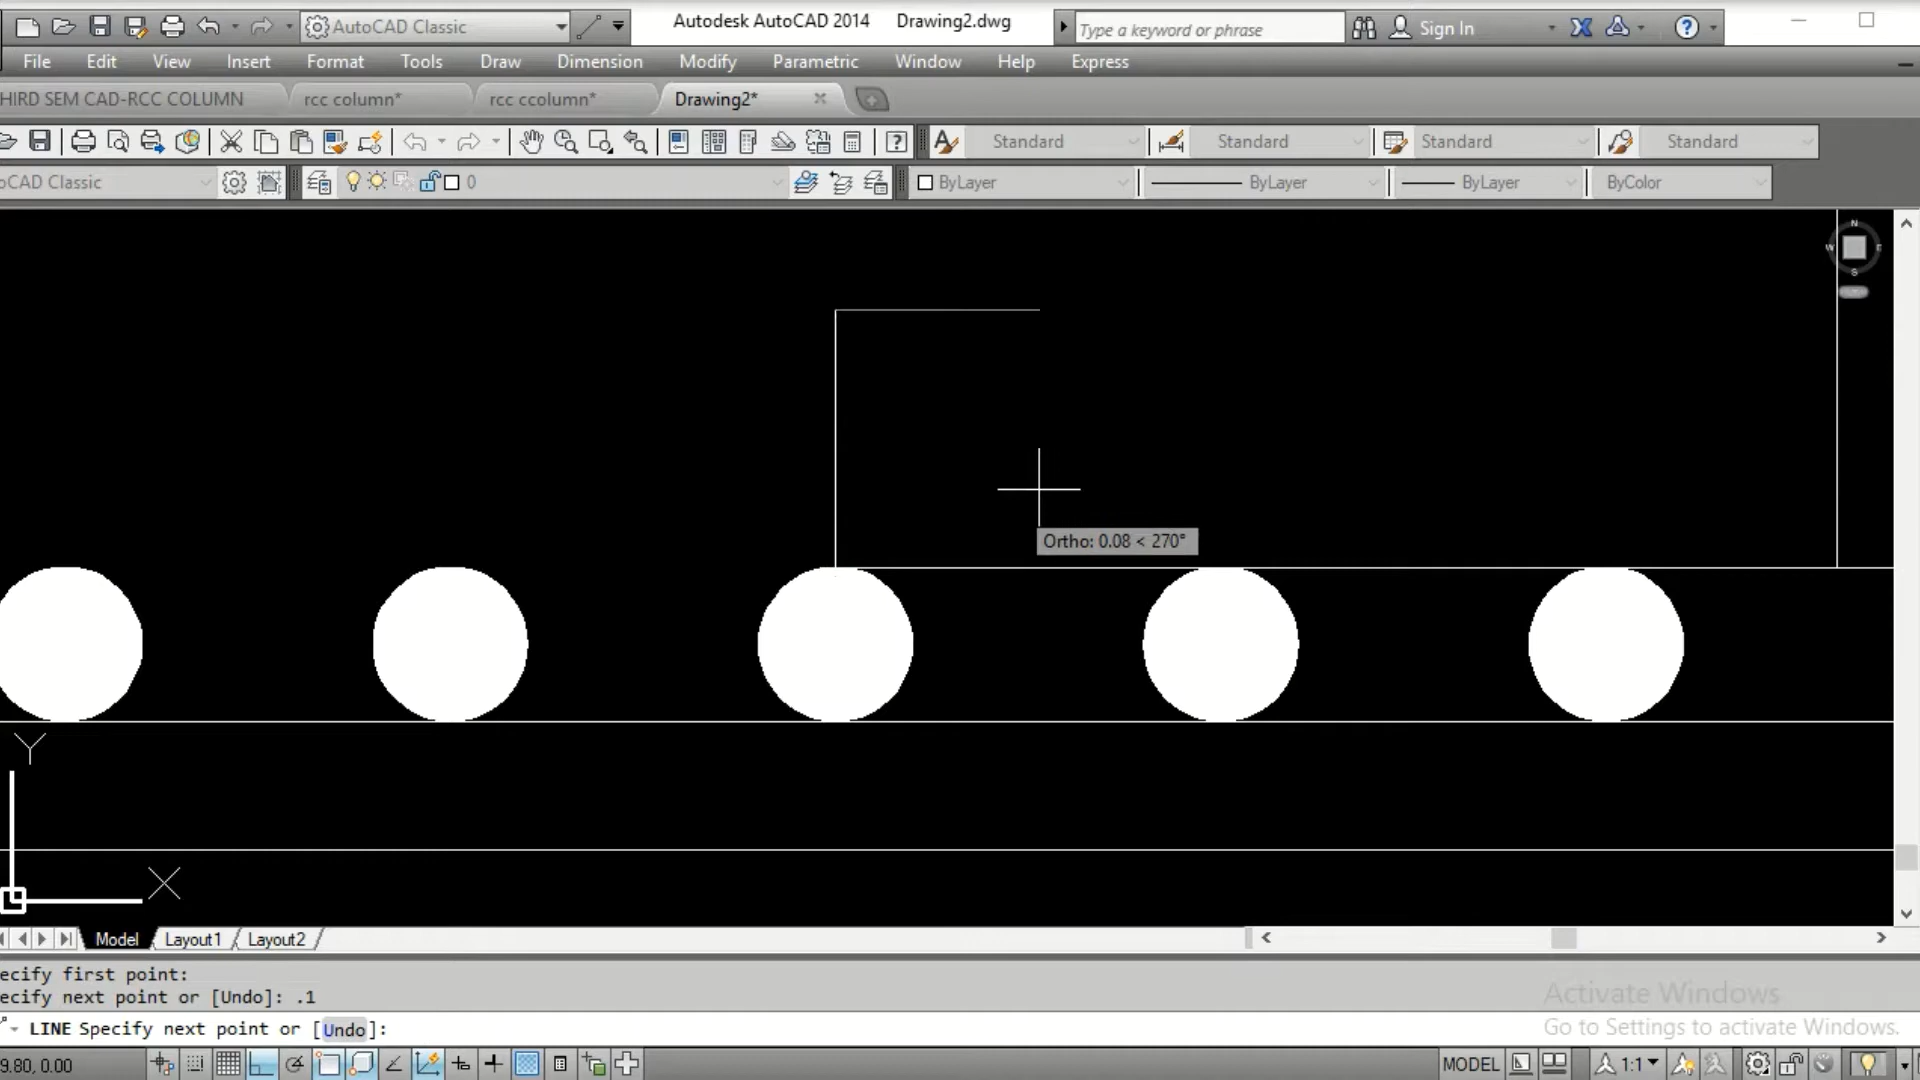 AutoCAD Classic
Autodesk AutoCAD 2014 Drawing2.dwg
Type a keyword or phrase
Sign In
File Edit View Insert Format Tools Draw Dimension Modify Parametric Window Help Express
HIRD SEM CAD-RCC COLUMN rcc column* rcc ccolumn* Drawing2*
Standard Standard Standard Standard
oCAD Classic 0 ByLayer ByLayer ByLayer ByColor
N
W E
S
Ortho: 0.08 < 270°
Y
X
Model Layout1 Layout2
ecify first point:
ecify next point or [Undo]: .1
LINE Specify next point or [Undo]:
Activate Windows
Go to Settings to activate Windows.
9.80, 0.00 MODEL 1:1